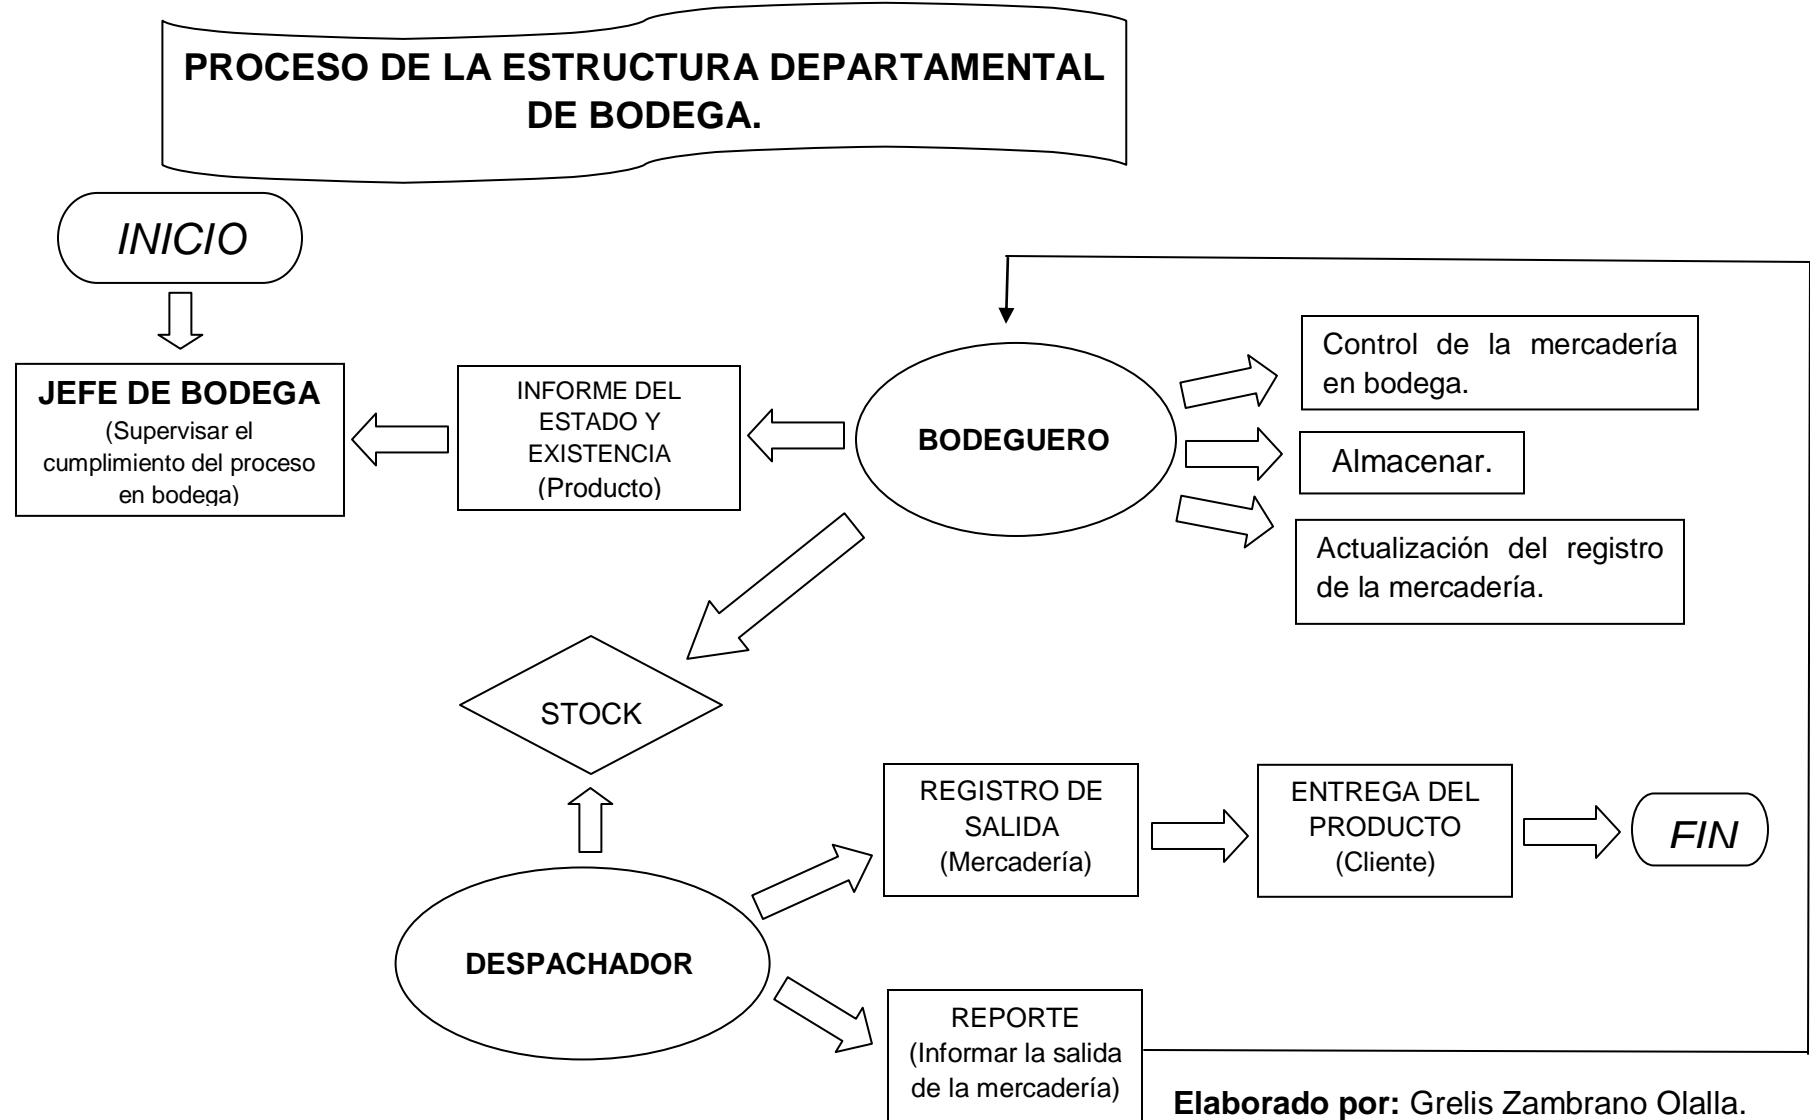 PROCESO DE LA ESTRUCTURA DEPARTAMENTAL
DE BODEGA.
INICIO
JEFE DE BODEGA
(Supervisar el
cumplimiento del proceso
en bodega)
INFORME DEL
ESTADO Y
EXISTENCIA
(Producto)
BODEGUERO
Control de la mercadería
en bodega.
Almacenar.
Actualización del registro
de la mercadería.
STOCK
REGISTRO DE
SALIDA
(Mercadería)
ENTREGA DEL
PRODUCTO
(Cliente)
FIN
DESPACHADOR
REPORTE
(Informar la salida
de la mercadería)
Elaborado por: Grelis Zambrano Olalla.